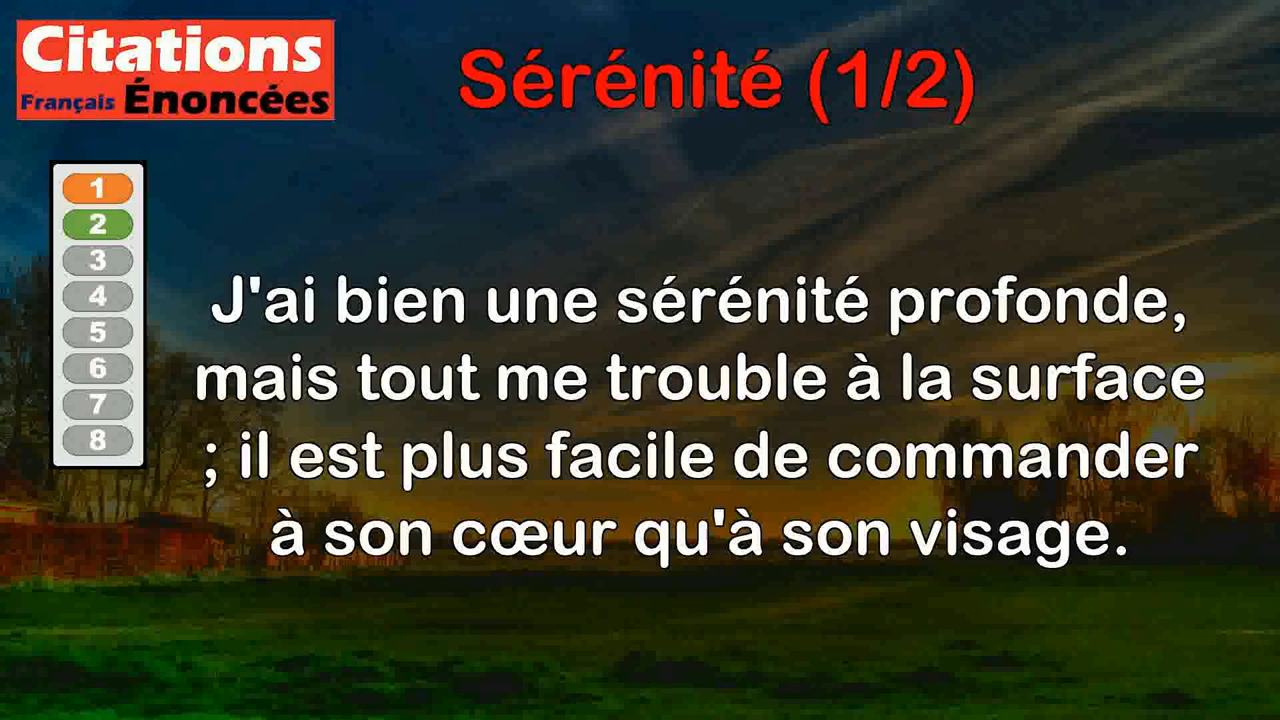 Citations
Français Énoncées
Sérénité (1/2)
1
2
3
4
5
6
7
8
J'ai bien une sérénité profonde,
mais tout me trouble à la surface
; il est plus facile de commander
à son cœur qu'à son visage.